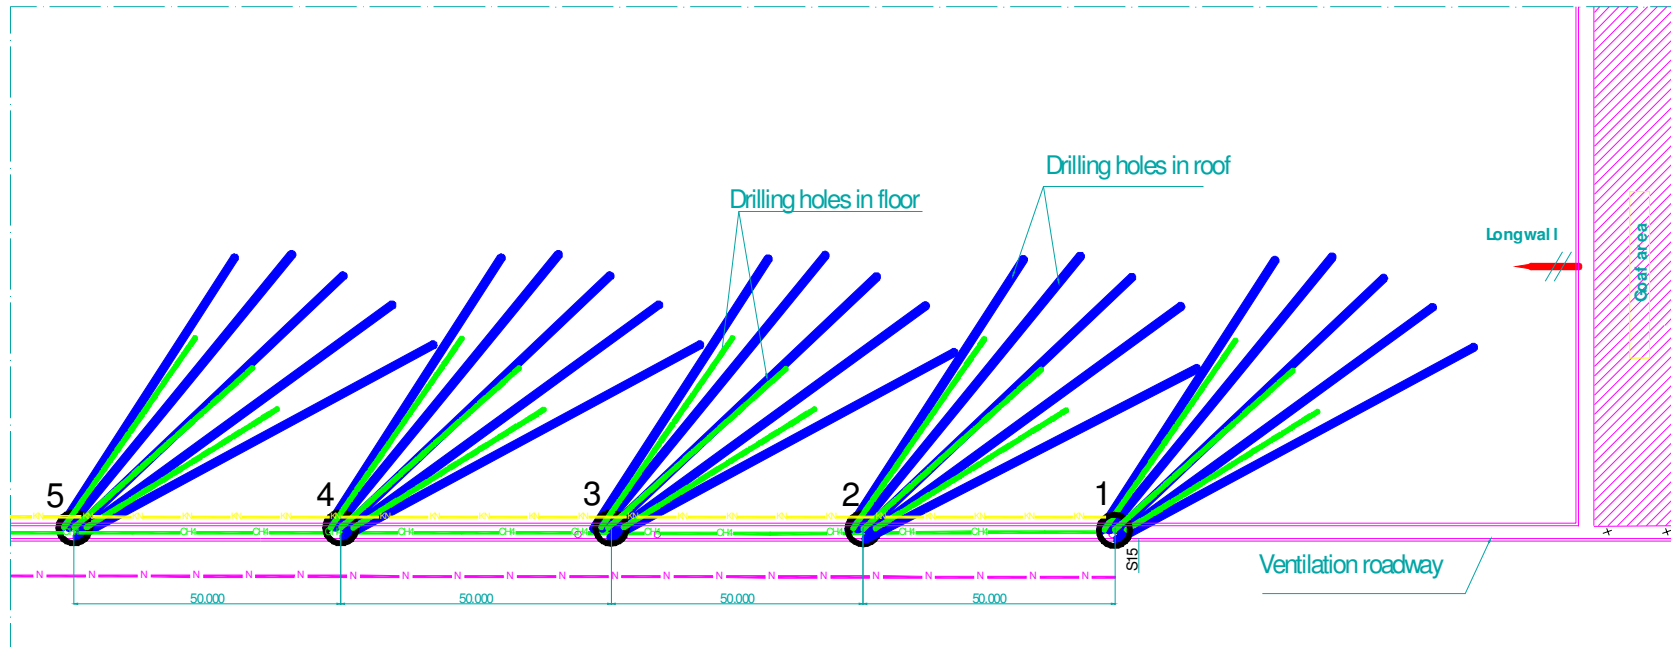 Drilling holes in roof
Drilling holes in floor
Longwall
Goaf area
5
4
3
2
1
S15
Ventilation roadway
N N N N N N N N N N N N N N N N N N N N N
50.000
50.000
50.000
50.000